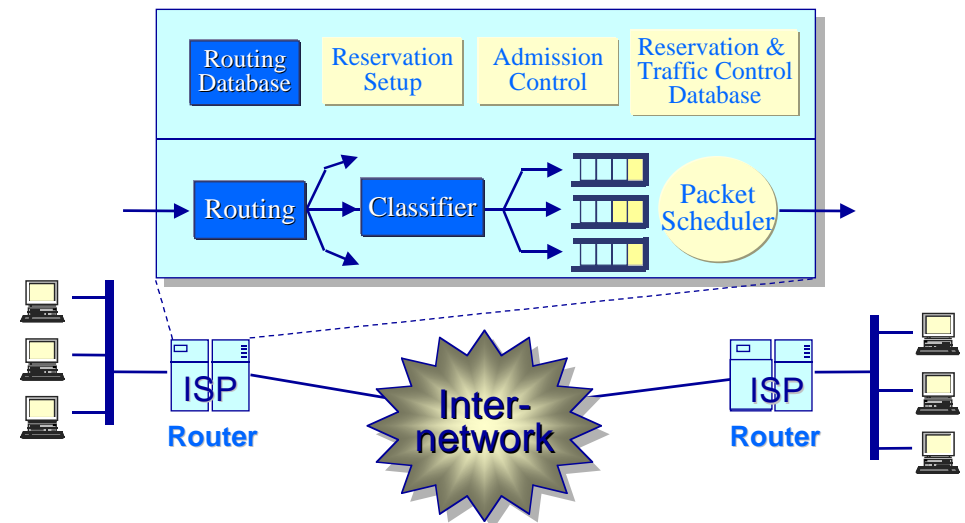 Routing
Database
Reservation
Setup
Admission
Control
Reservation &
Traffic Control
Database
Routing
Classifier
Packet
Scheduler
ISP
Router
Inter-
network
ISP
Router